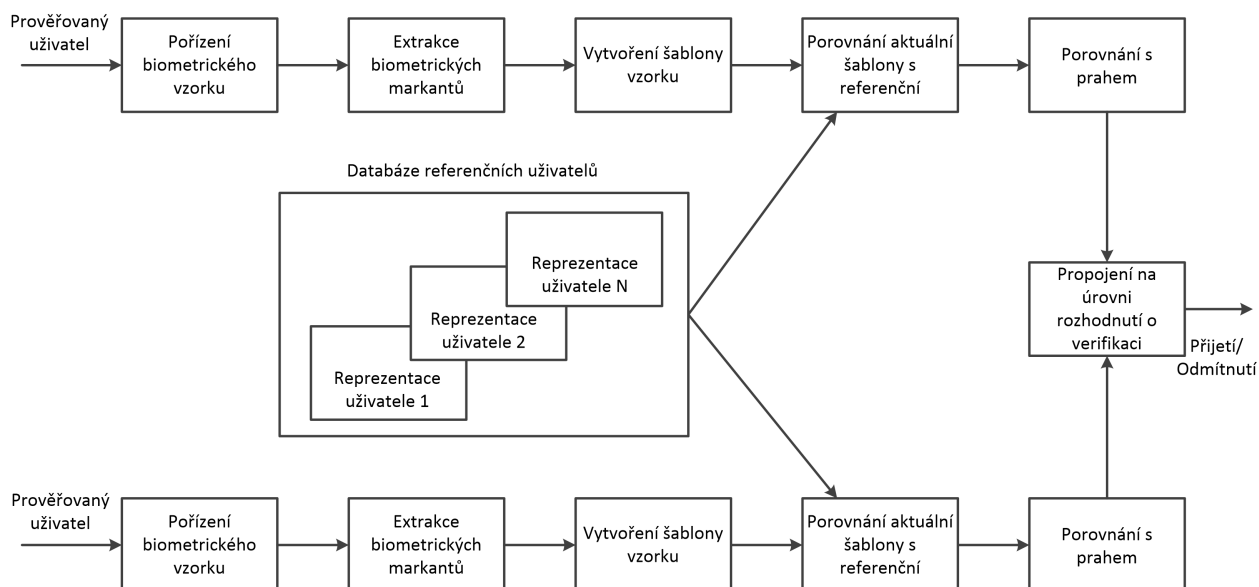 Prověřovaný
uživatel
Pořízení
biometrického
vzorku
Extrakce
biometrických
markantů
Vytvoření šablony
vzorku
Porovnání aktuální
šablony s
referenční
Porovnání s
prahem
Databáze referenčních uživatelů
Reprezentace
uživatele N
Reprezentace
uživatele 2
Reprezentace
uživatele 1
Propojení na
úrovni
rozhodnutí o
verifikaci
Přijetí/
Odmítnutí
Prověřovaný
uživatel
Pořízení
biometrického
vzorku
Extrakce
biometrických
markantů
Vytvoření šablony
vzorku
Porovnání aktuální
šablony s
referenční
Porovnání s
prahem